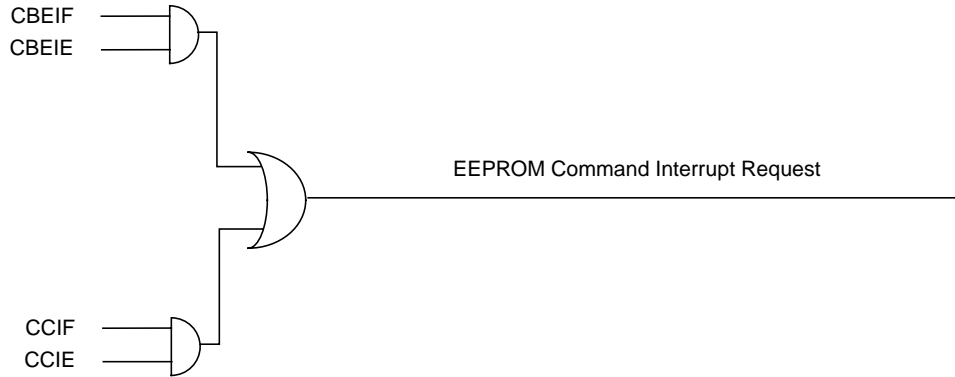 CBEIF
CBEIE
EEPROM Command Interrupt Request
CCIF
CCIE